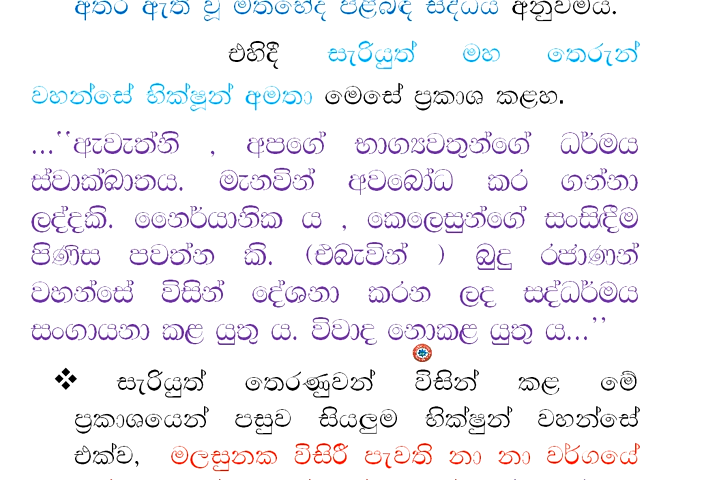 අතර ඇති වූ මතභේද පිළිබඳ සිද්ධිය අනුවමය.
එහිදී සැරියුත් මහ තෙරුන්
වහන්සේ භික්ෂූන් අමතා මෙසේ ප්‍රකාශ කළහ.
...''ඇවැත්නි , අපගේ භාග්‍යවතුන්ගේ ධර්මය
ස්වාක්ඛාතය. මැනවින් අවබෝධ කර ගන්නා
ලද්දකි. නෛර්යානික ය , කෙලෙසුන්ගේ සංසිඳීම
පිණිස පවත්න කි. (එබැවින් ) බුදු රජාණන්
වහන්සේ විසින් දේශනා කරන ලද සද්ධර්මය
සංගායනා කළ යුතු ය. විවාද නොකළ යුතු ය...''
❖ සැරියුත් තෙරණුවන් විසින් කළ මේ
ප්‍රකාශයෙන් පසුව සියලුම භික්ෂුන් වහන්සේ
එක්ව, මලසුනක විසිරී පැවති නා නා වර්ගයේ